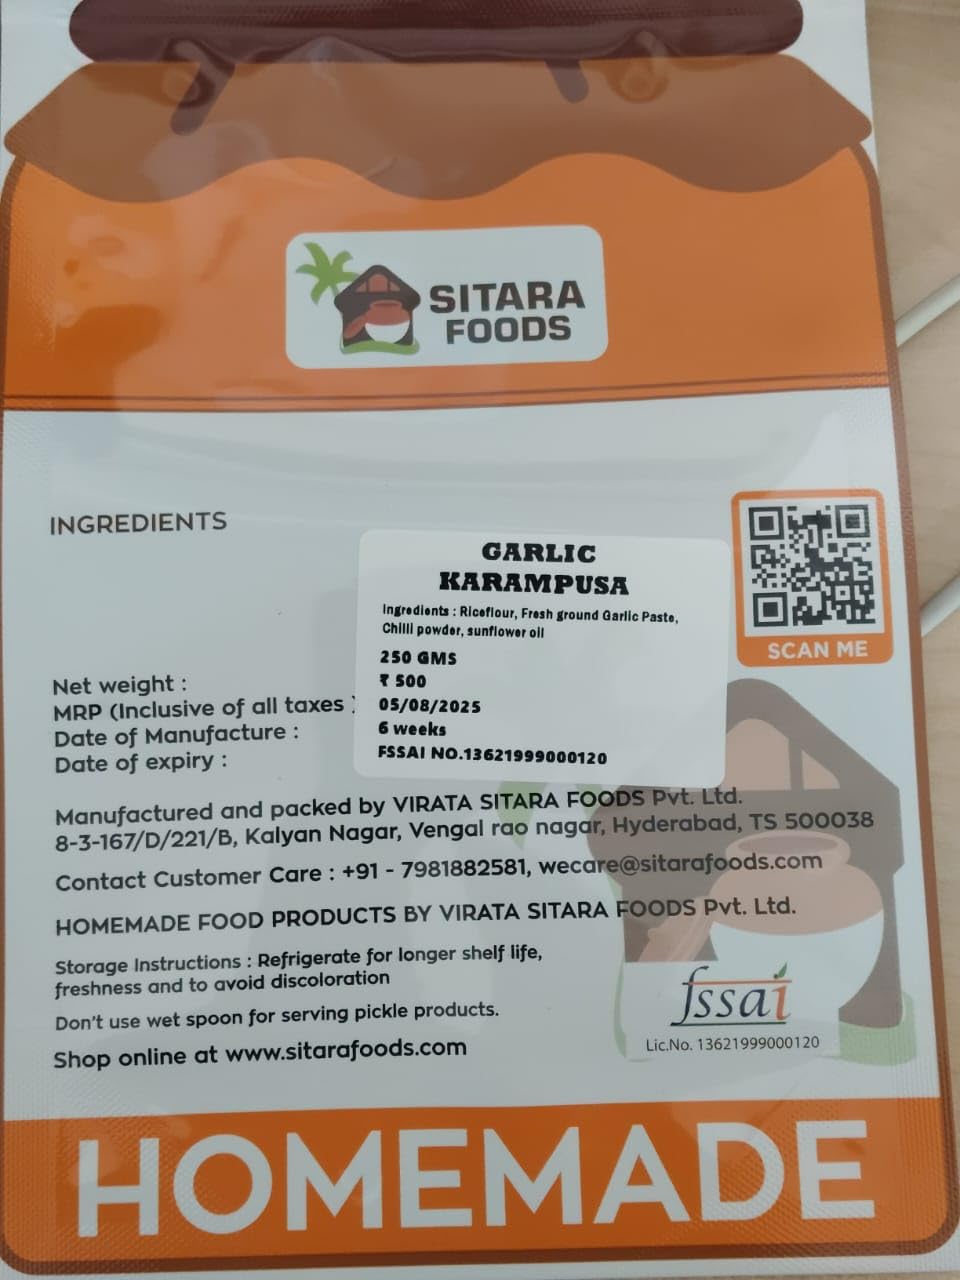 SITARA
FOODS
INGREDIENTS
GARLIC
KARAMPUSA
Ingredients : Riceflour, Fresh ground Garlic Paste,
Chilli powder, sunflower oil
SCAN ME
Net weight :
250 GMS
MRP (Inclusive of all taxes )
₹ 500
Date of Manufacture :
05/08/2025
Date of expiry :
6 weeks
FSSAI NO.13621999000120
Manufactured and packed by VIRATA SITARA FOODS Pvt. Ltd.
8-3-167/D/221/B, Kalyan Nagar, Vengal rao nagar, Hyderabad, TS 500038
Contact Customer Care : +91 - 7981882581, wecare@sitarafoods.com
HOMEMADE FOOD PRODUCTS BY VIRATA SITARA FOODS Pvt. Ltd.
Storage Instructions : Refrigerate for longer shelf life,
freshness and to avoid discoloration
Don't use wet spoon for serving pickle products.
Shop online at www.sitarafoods.com
fssai
Lic.No. 13621999000120
HOMEMADE